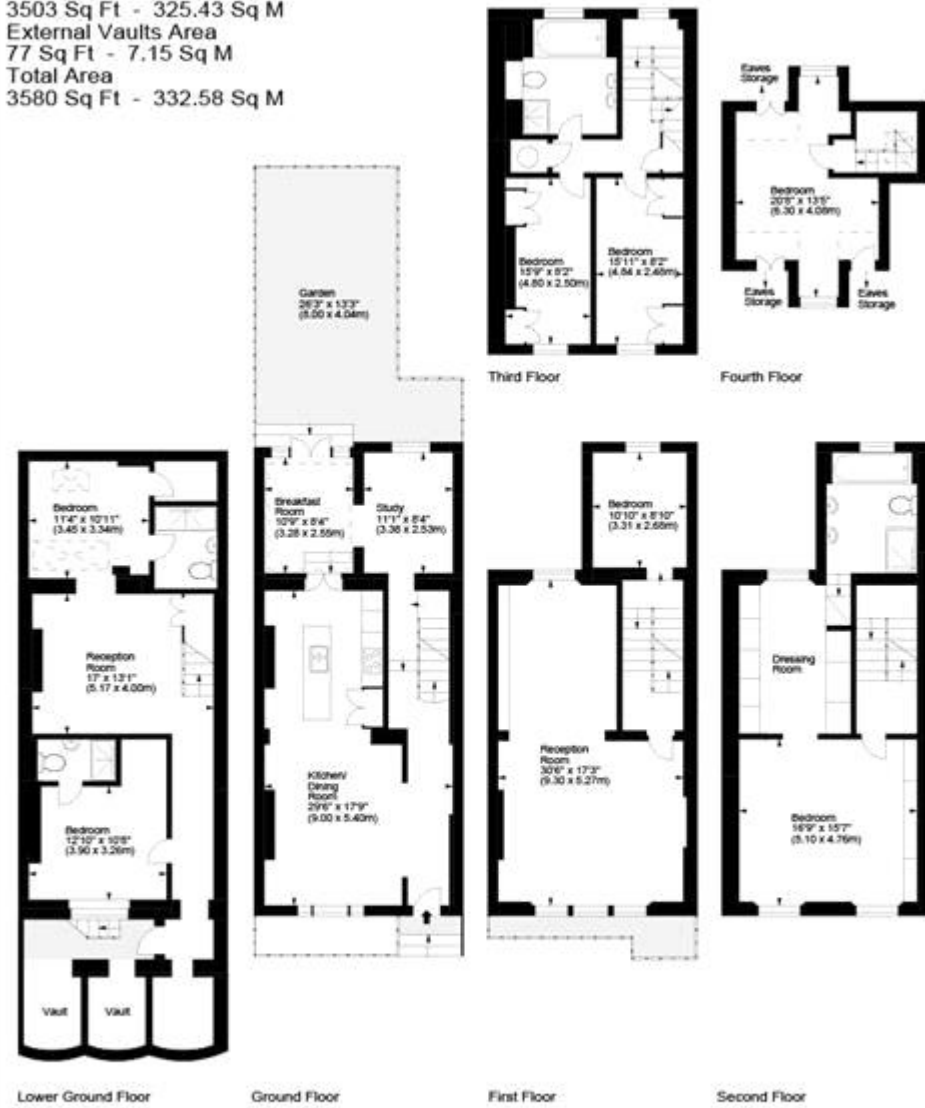 3503 Sq Ft - 325.43 Sq M
External Vaults Area
77 Sq Ft - 7.15 Sq M
Total Area
3580 Sq Ft - 332.58 Sq M
Bedroom
15'9" x 8'2"
(4.80 x 2.50m)
Bedroom
15'11" x 8'2"
(4.84 x 2.48m)
Third Floor
Eaves
Storage
Bedroom
20'8" x 13'5"
(6.30 x 4.08m)
Eaves
Storage
Eaves
Storage
Fourth Floor
Bedroom
11'4" x 10'11"
(3.45 x 3.34m)
Reception
Room
17' x 13'1"
(5.17 x 4.00m)
Bedroom
12'10" x 10'8"
(3.90 x 3.26m)
Vault
Vault
Lower Ground Floor
Garden
26'3" x 13'3"
(8.00 x 4.04m)
Breakfast
Room
10'9" x 8'4"
(3.28 x 2.55m)
Study
11'1" x 8'4"
(3.38 x 2.53m)
Kitchen/
Dining
Room
29'6" x 17'9"
(9.00 x 5.40m)
Ground Floor
Bedroom
10'10" x 8'10"
(3.31 x 2.68m)
Reception
Room
30'6" x 17'3"
(9.30 x 5.27m)
First Floor
Dressing
Room
Bedroom
16'9" x 15'7"
(5.10 x 4.76m)
Second Floor